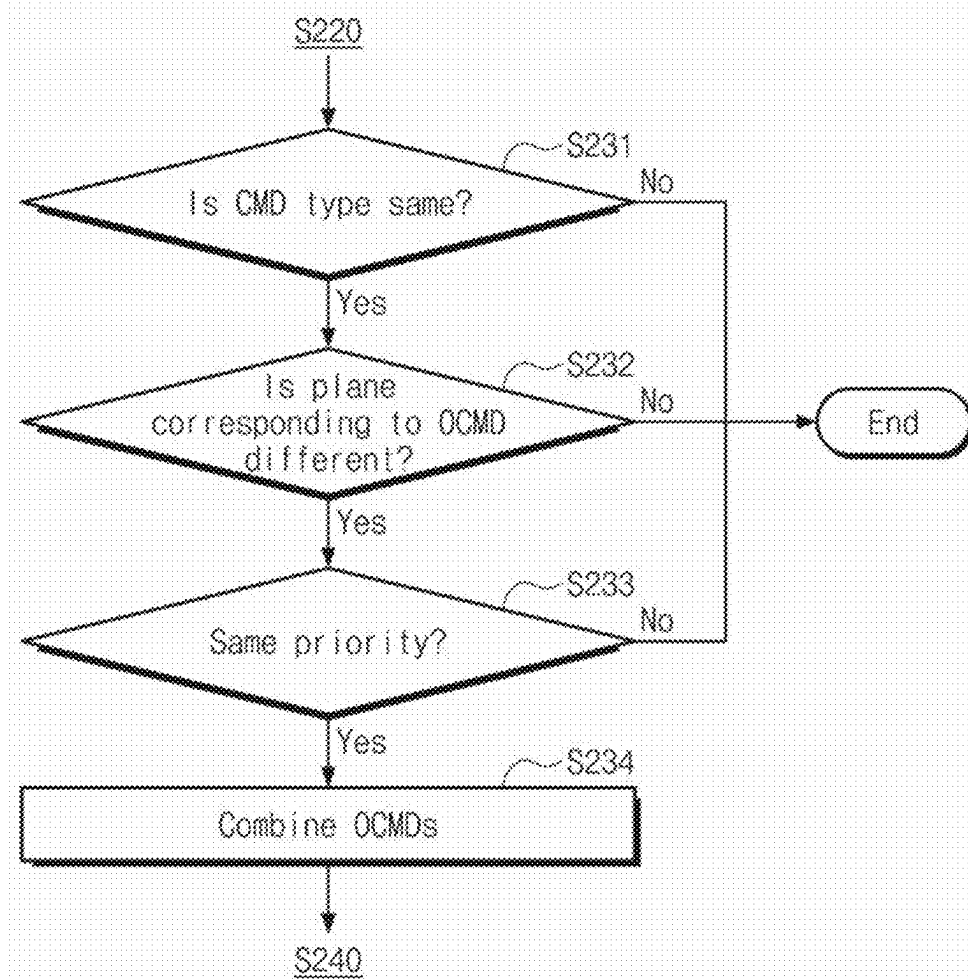 S220
S231
Is CMD type same?
No
Yes
S232
Is plane
corresponding to OCMD
different?
No
End
Yes
S233
Same priority?
No
Yes
S234
Combine OCMDs
S240